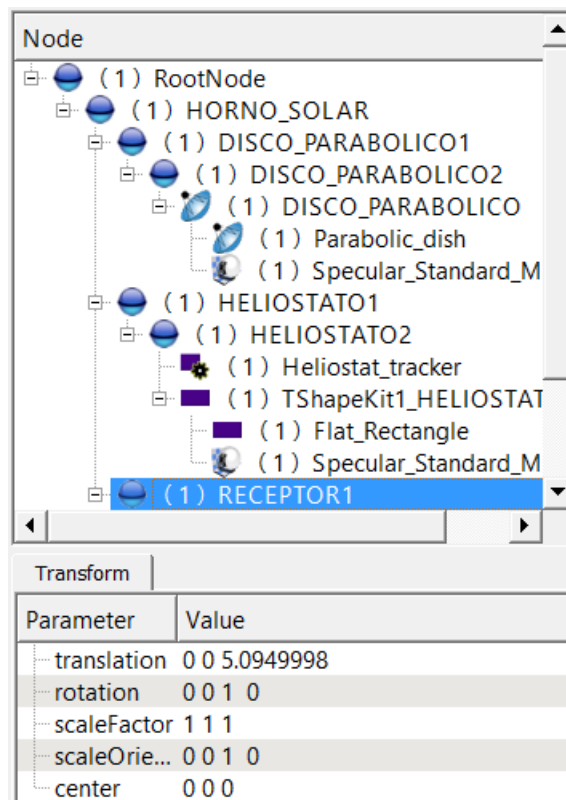 Node
(1) RootNode
(1) HORNO_SOLAR
(1) DISCO_PARABOLICO1
(1) DISCO_PARABOLICO2
(1) DISCO_PARABOLICO
(1) Parabolic_dish
(1) Specular_Standard_M
(1) HELIOSTATO1
(1) HELIOSTATO2
(1) Heliostat_tracker
(1) TShapeKit1_HELIOSTAT
(1) Flat_Rectangle
(1) Specular_Standard_M
(1) RECEPTOR1
Transform
Parameter Value
translation 0 0 5.0949998
rotation 0 0 1 0
scaleFactor 1 1 1
scaleOrie... 0 0 1 0
center 0 0 0